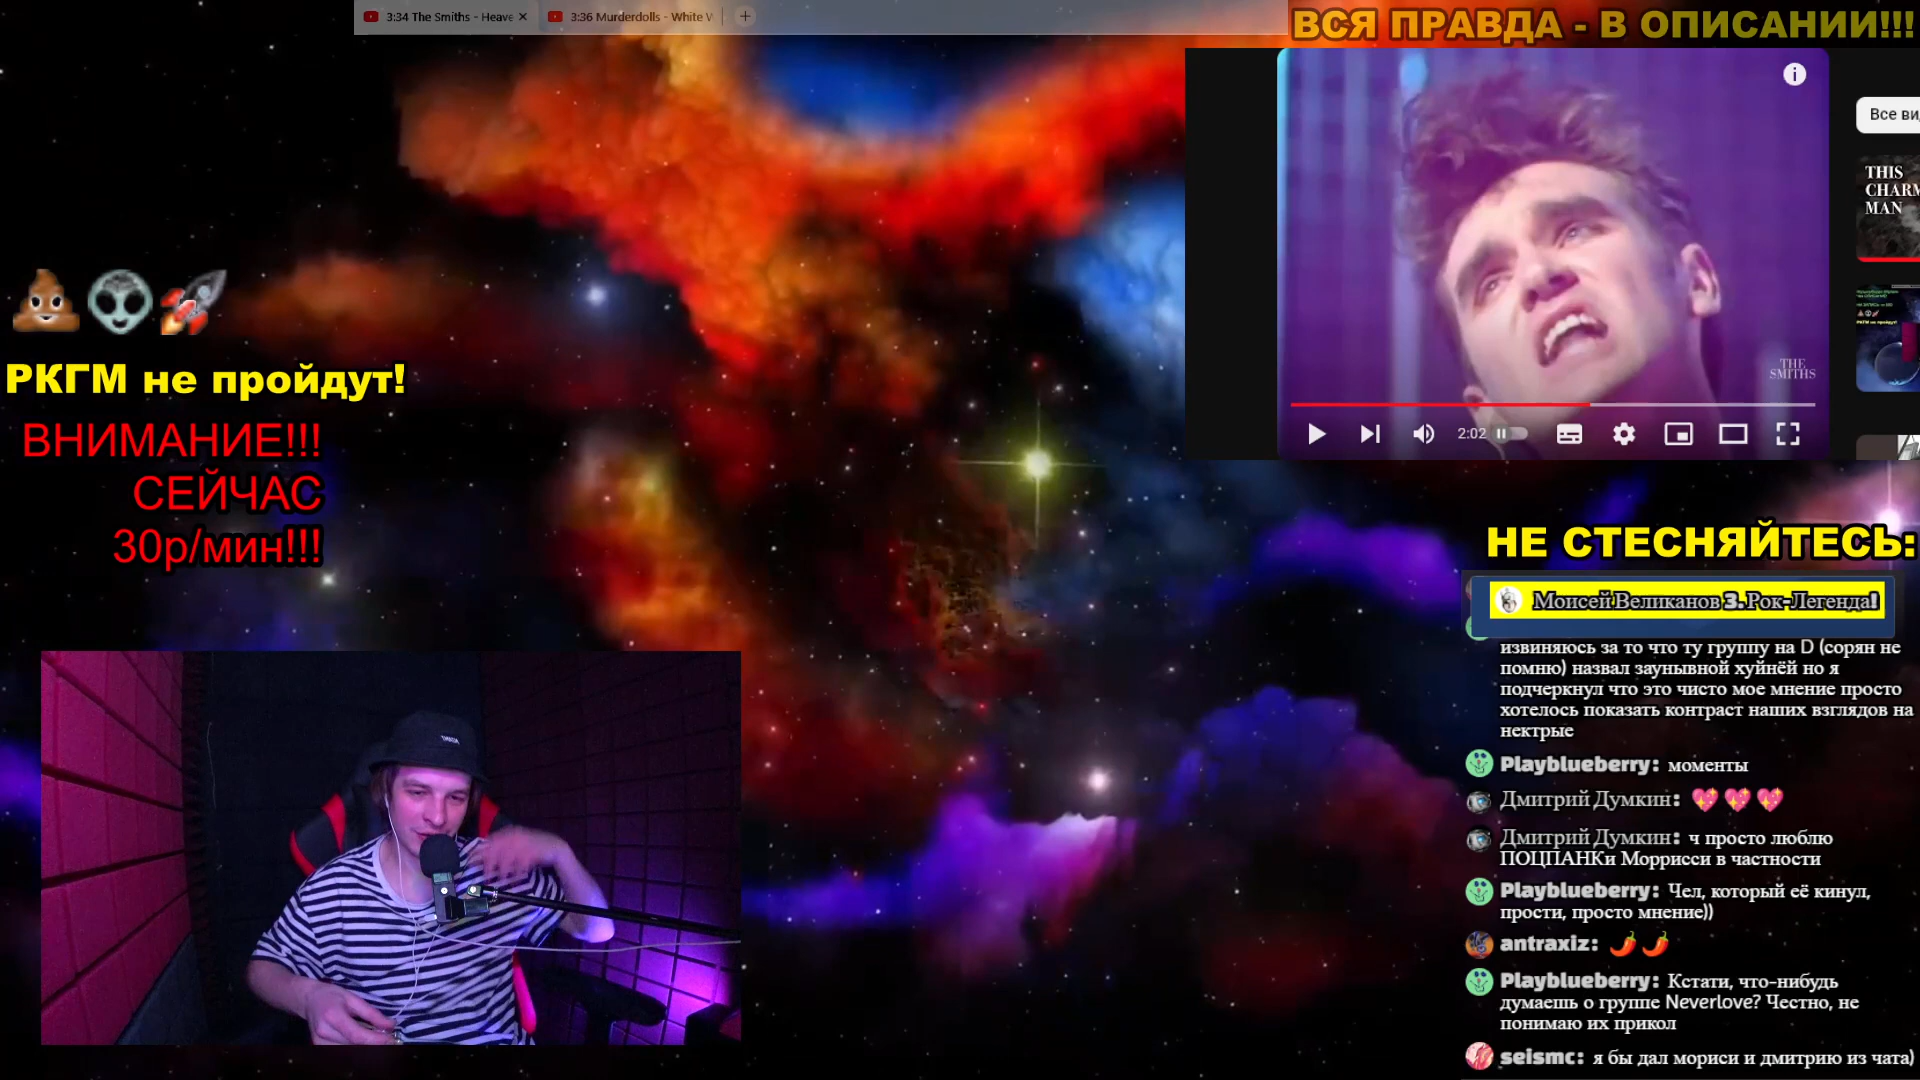 3:34 The Smiths - Heave
3:36 Murderdolls - White
ВСЯ ПРАВДА - В ОПИСАНИИ!!!
Все ви
THIS
CHARM
MAN
THE
SMITHS
2:02
РКГМ не пройдут!
ВНИМАНИЕ!!!
СЕЙЧАС
30р/мин!!!
НЕ СТЕСНЯЙТЕСЬ:
Моисей Великанов 3. Рок-Легенда!
извиняюсь за то что ту группу на D (сорян не
помню) назвал заунывной хуйнёй но я
подчеркнул что это чисто мое мнение просто
хотелось показать контраст наших взглядов на
нектрые
Playblueberry: моменты
Дмитрий Думкин: 💖💖💖
Дмитрий Думкин: ч просто люблю
ПОЦПАНКи Моррисси в частности
Playblueberry: Чел, который её кинул,
прости, просто мнение))
antraxiz: 🌶️🌶️
Playblueberry: Кстати, что-нибудь
думаешь о группе Neverlove? Честно, не
понимаю их прикол
seismc: я бы дал мориси и дмитрию из чата)